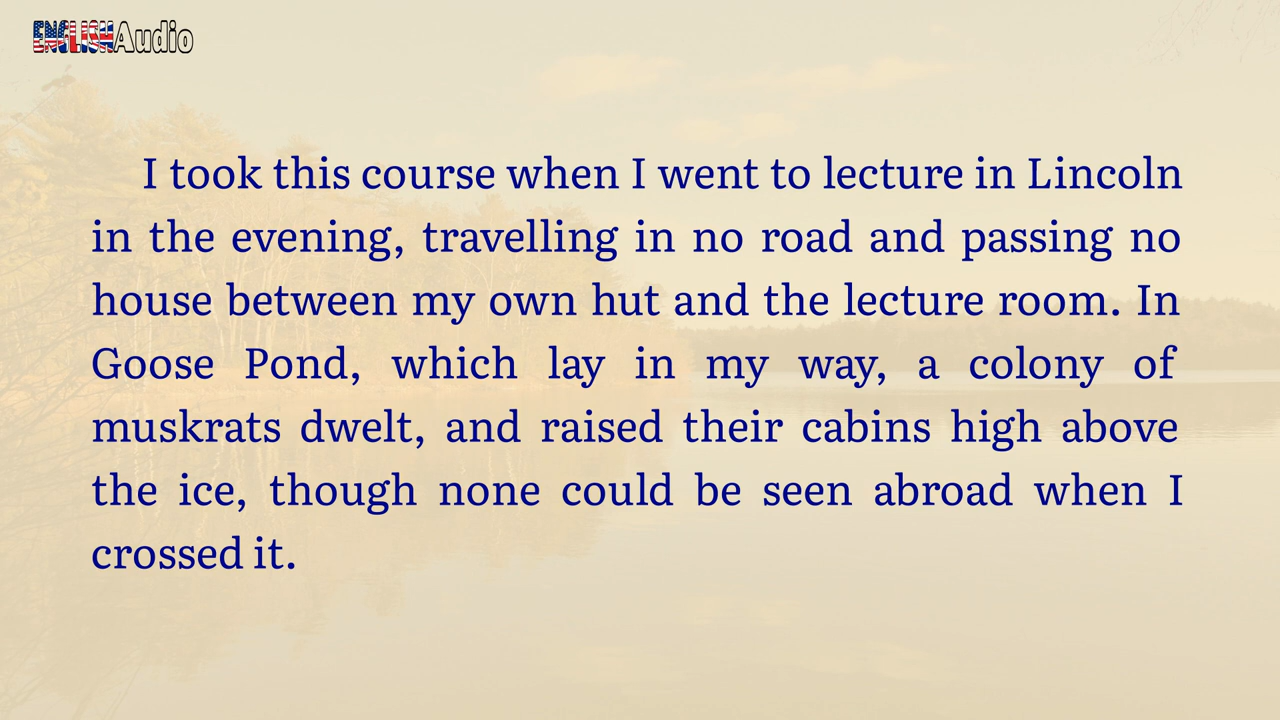 ENGLISHAudio
I took this course when I went to lecture in Lincoln
in the evening, travelling in no road and passing no
house between my own hut and the lecture room. In
Goose Pond, which lay in my way, a colony of
muskrats dwelt, and raised their cabins high above
the ice, though none could be seen abroad when I
crossed it.